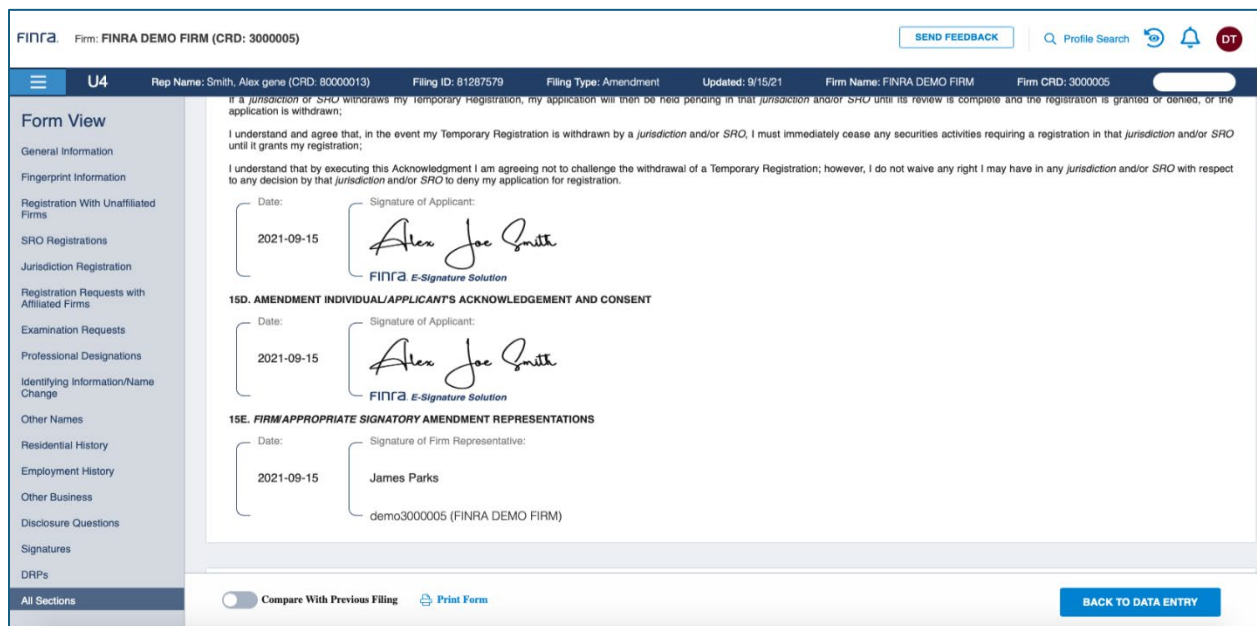 Finra Firm: FINRA DEMO FIRM (CRD: 3000005) SEND FEEDBACK Profile Search DT
U4 Rep Name: Smith, Alex gene (CRD: 80000013) Filing ID: 81287579 Filing Type: Amendment Updated: 9/15/21 Firm Name: FINRA DEMO FIRM Firm CRD: 3000005
Form View
General Information
Fingerprint Information
Registration With Unaffiliated
Firms
SRO Registrations
Jurisdiction Registration
Registration Requests with
Affiliated Firms
Examination Requests
Professional Designations
Identifying Information/Name
Change
Other Names
Residential History
Employment History
Other Business
Disclosure Questions
Signatures
DRPs
All Sections
If a jurisdiction or SRO withdraws my Temporary Registration, my application will then be held pending in that jurisdiction and/or SRO until its review is complete and the registration is granted or denied, or the
application is withdrawn;
I understand and agree that, in the event my Temporary Registration is withdrawn by a jurisdiction and/or SRO, I must immediately cease any securities activities requiring a registration in that jurisdiction and/or SRO
until it grants my registration;
I understand that by executing this Acknowledgment I am agreeing not to challenge the withdrawal of a Temporary Registration; however, I do not waive any right I may have in any jurisdiction and/or SRO with respect
to any decision by that jurisdiction and/or SRO to deny my application for registration.
Date: Signature of Applicant:
2021-09-15 Alex Joe Smith
Finra E-Signature Solution
15D. AMENDMENT INDIVIDUAL/APPLICANT'S ACKNOWLEDGEMENT AND CONSENT
Date: Signature of Applicant:
2021-09-15 Alex Joe Smith
Finra E-Signature Solution
15E. FIRM/APPROPRIATE SIGNATORY AMENDMENT REPRESENTATIONS
Date: Signature of Firm Representative:
2021-09-15 James Parks
demo3000005 (FINRA DEMO FIRM)
Compare With Previous Filing Print Form BACK TO DATA ENTRY